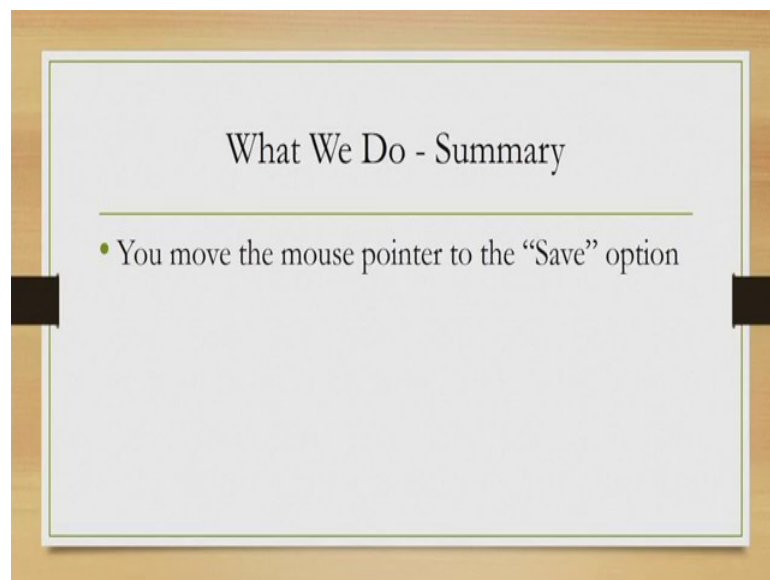 What We Do - Summary
• You move the mouse pointer to the “Save” option